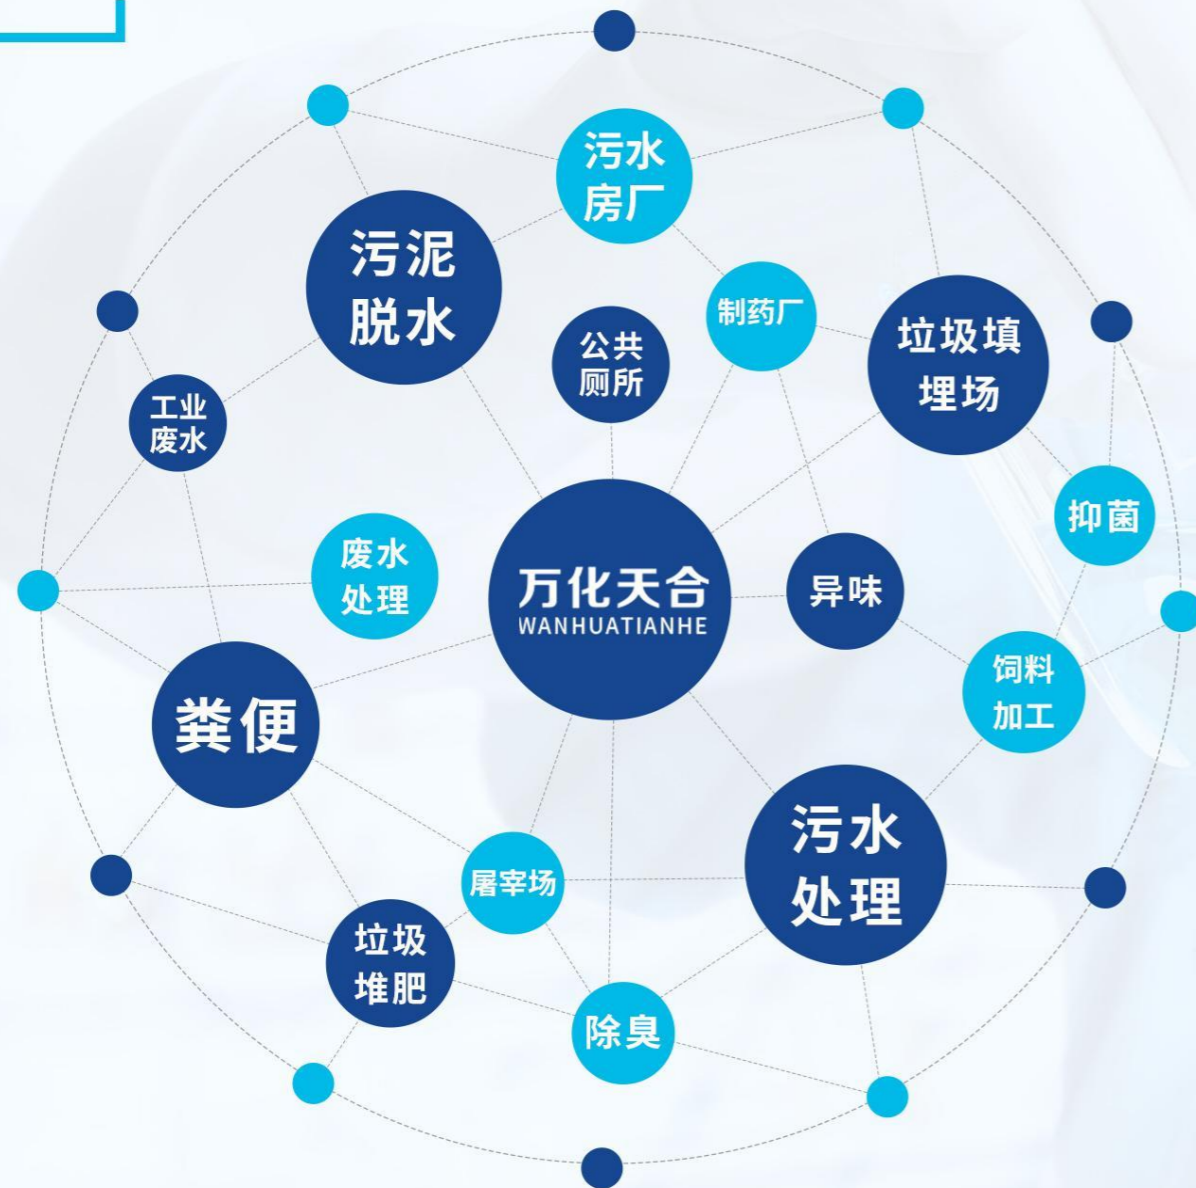 污水
房厂
污泥
脱水
制药厂
公共
厕所
垃圾填
埋场
工业
废水
抑菌
废水
处理
万化天合
WANHUATIANHE
异味
饲料
加工
粪便
污水
处理
屠宰场
垃圾
堆肥
除臭